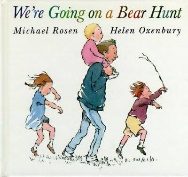 We're Going on a Bear Hunt
Michael Rosen Helen Oxenbury